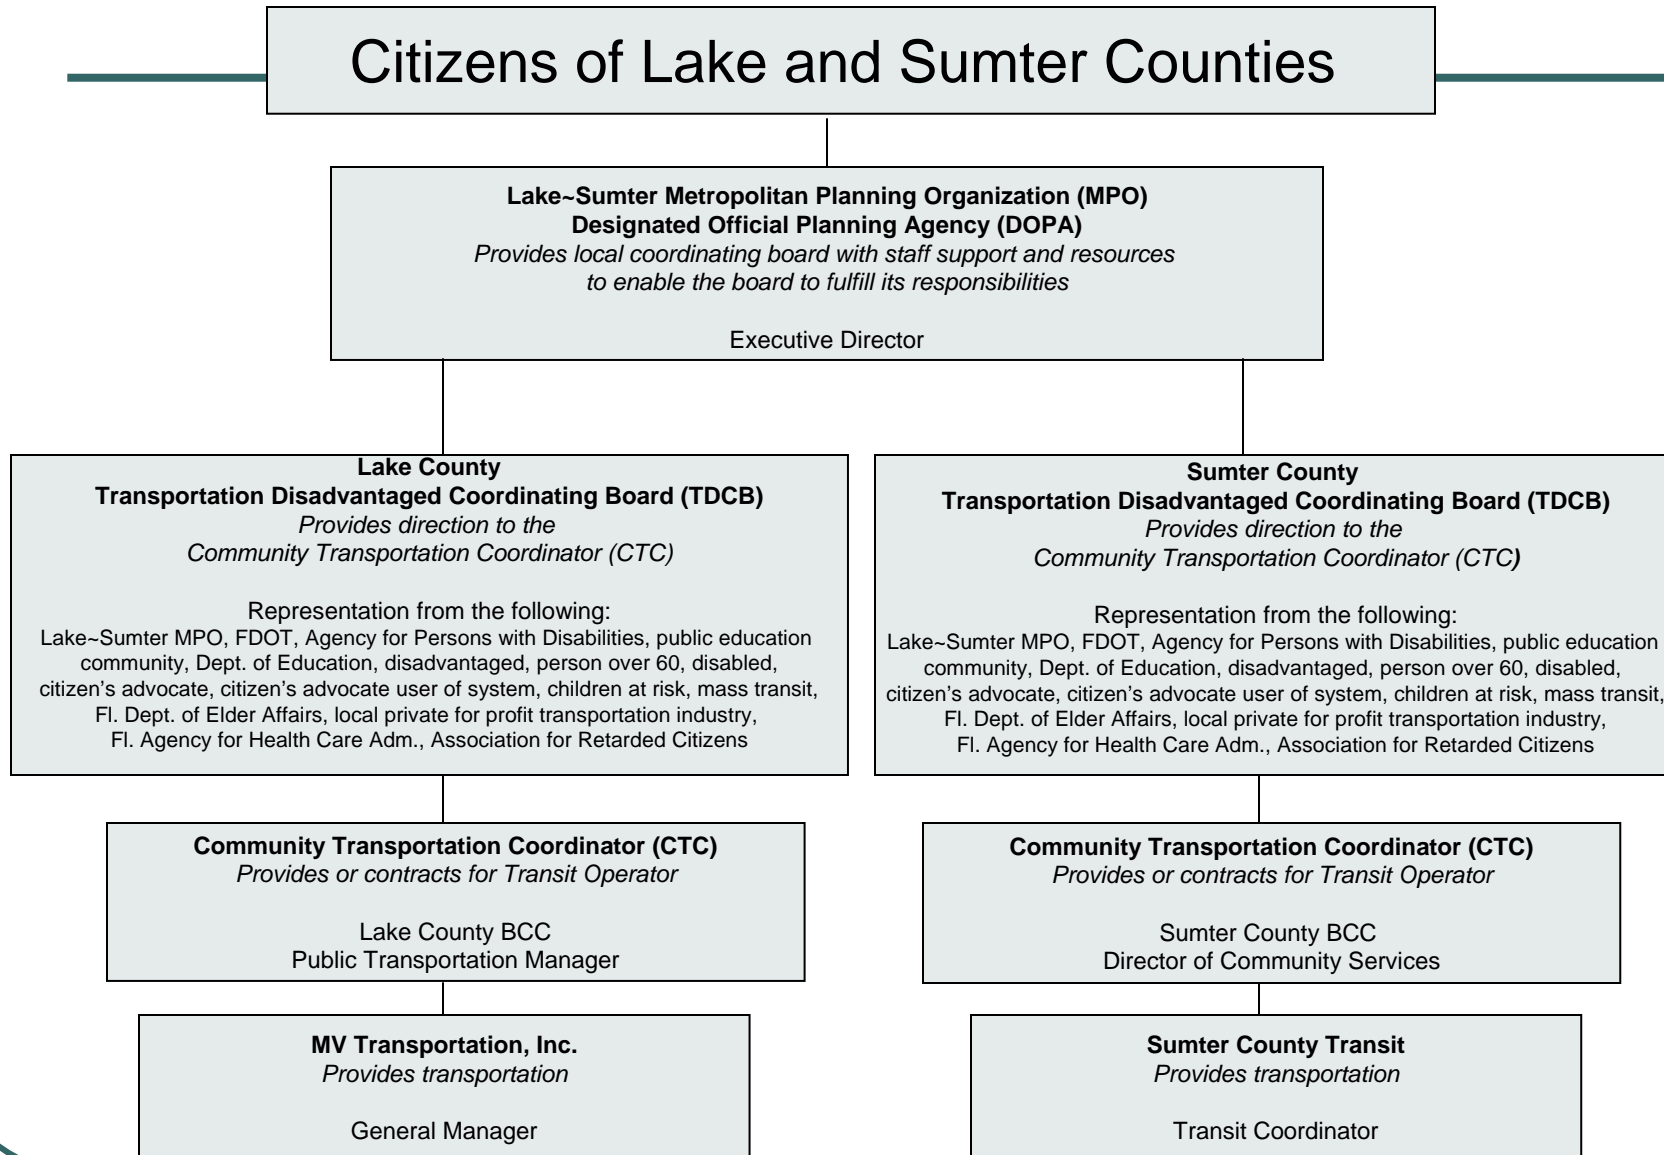 Citizens of Lake and Sumter Counties
Lake~Sumter Metropolitan Planning Organization (MPO)
Designated Official Planning Agency (DOPA)
Provides local coordinating board with staff support and resources
to enable the board to fulfill its responsibilities
Executive Director
Lake County
Transportation Disadvantaged Coordinating Board (TDCB)
Provides direction to the
Community Transportation Coordinator (CTC)
Representation from the following:
Lake~Sumter MPO, FDOT, Agency for Persons with Disabilities, public education
community, Dept. of Education, disadvantaged, person over 60, disabled,
citizen’s advocate, citizen’s advocate user of system, children at risk, mass transit,
Fl. Dept. of Elder Affairs, local private for profit transportation industry,
Fl. Agency for Health Care Adm., Association for Retarded Citizens
Sumter County
Transportation Disadvantaged Coordinating Board (TDCB)
Provides direction to the
Community Transportation Coordinator (CTC)
Representation from the following:
Lake~Sumter MPO, FDOT, Agency for Persons with Disabilities, public education
community, Dept. of Education, disadvantaged, person over 60, disabled,
citizen’s advocate, citizen’s advocate user of system, children at risk, mass transit,
Fl. Dept. of Elder Affairs, local private for profit transportation industry,
Fl. Agency for Health Care Adm., Association for Retarded Citizens
Community Transportation Coordinator (CTC)
Provides or contracts for Transit Operator
Lake County BCC
Public Transportation Manager
Community Transportation Coordinator (CTC)
Provides or contracts for Transit Operator
Sumter County BCC
Director of Community Services
MV Transportation, Inc.
Provides transportation
General Manager
Sumter County Transit
Provides transportation
Transit Coordinator